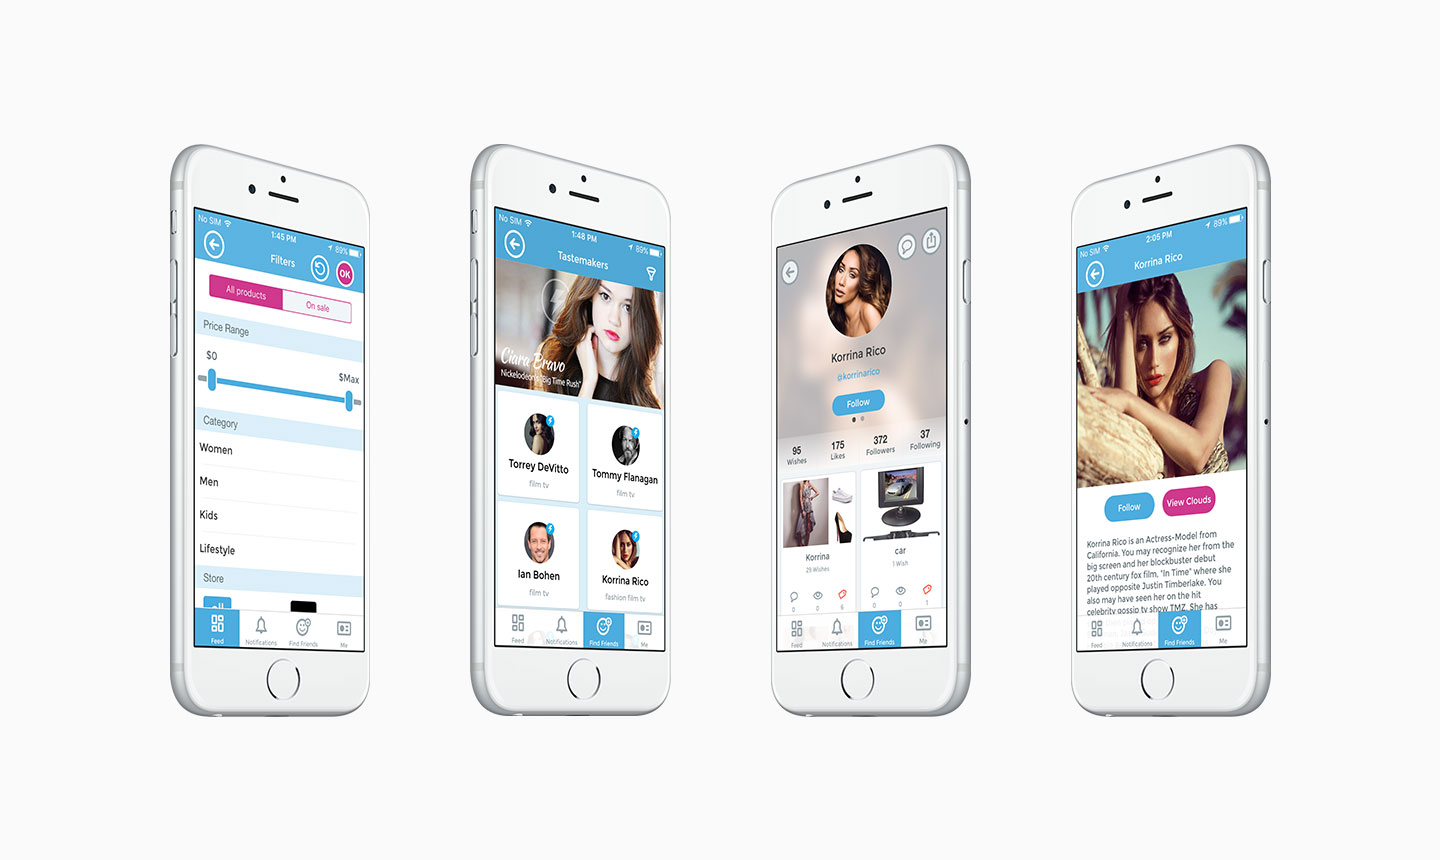 No SIM
1:45 PM
89%
Filters
OK
All products
On sale
Price Range
$0
$Max
Category
Women
Men
Kids
Lifestyle
Store
Feed
Notifications
Find Friends
Me
No SIM
1:48 PM
89%
Tastemakers
Ciara Bravo
Nickelodeon's "Big Time Rush"
Torrey DeVitto
film tv
Tommy Flanagan
film tv
Ian Bohen
film tv
Korrina Rico
fashion film tv
Feed
Notifications
Find Friends
Me
Korrina Rico
@korrinarico
Follow
95
Wishes
175
Likes
372
Followers
37
Following
Korrina
29 Wishes
0
0
6
car
1 Wish
0
0
1
Feed
Notifications
Find Friends
Me
No SIM
2:05 PM
89%
Korrina Rico
Follow
View Clouds
Korrina Rico is an Actress-Model from
California. You may recognize her from the
big screen and her blockbuster debut
20th century fox film, "In Time" where she
played opposite Justin Timberlake. You
also may have seen her on the hit
celebrity gossip tv show TMZ. She has
Feed
Notifications
Find Friends
Me